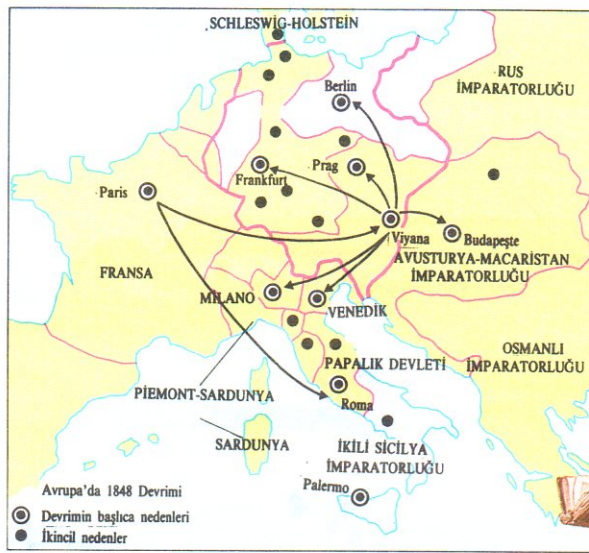 SCHLESWİG-HOLSTEİN
RUS
İMPARATORLUĞU
Berlin
Prag
Frankfurt
Paris
Viyana
Budapeşte
AVUSTURYA-MACARİSTAN
İMPARATORLUĞU
FRANSA
MİLANO
VENEDİK
OSMANLI
İMPARATORLUĞU
PAPALIK DEVLETİ
PİEMONT-SARDUNYA
Roma
SARDUNYA
İKİLİ SİCİLYA
İMPARATORLUĞU
Palermo
Avrupa'da 1848 Devrimi
Devrimin başlıca nedenleri
İkincil nedenler